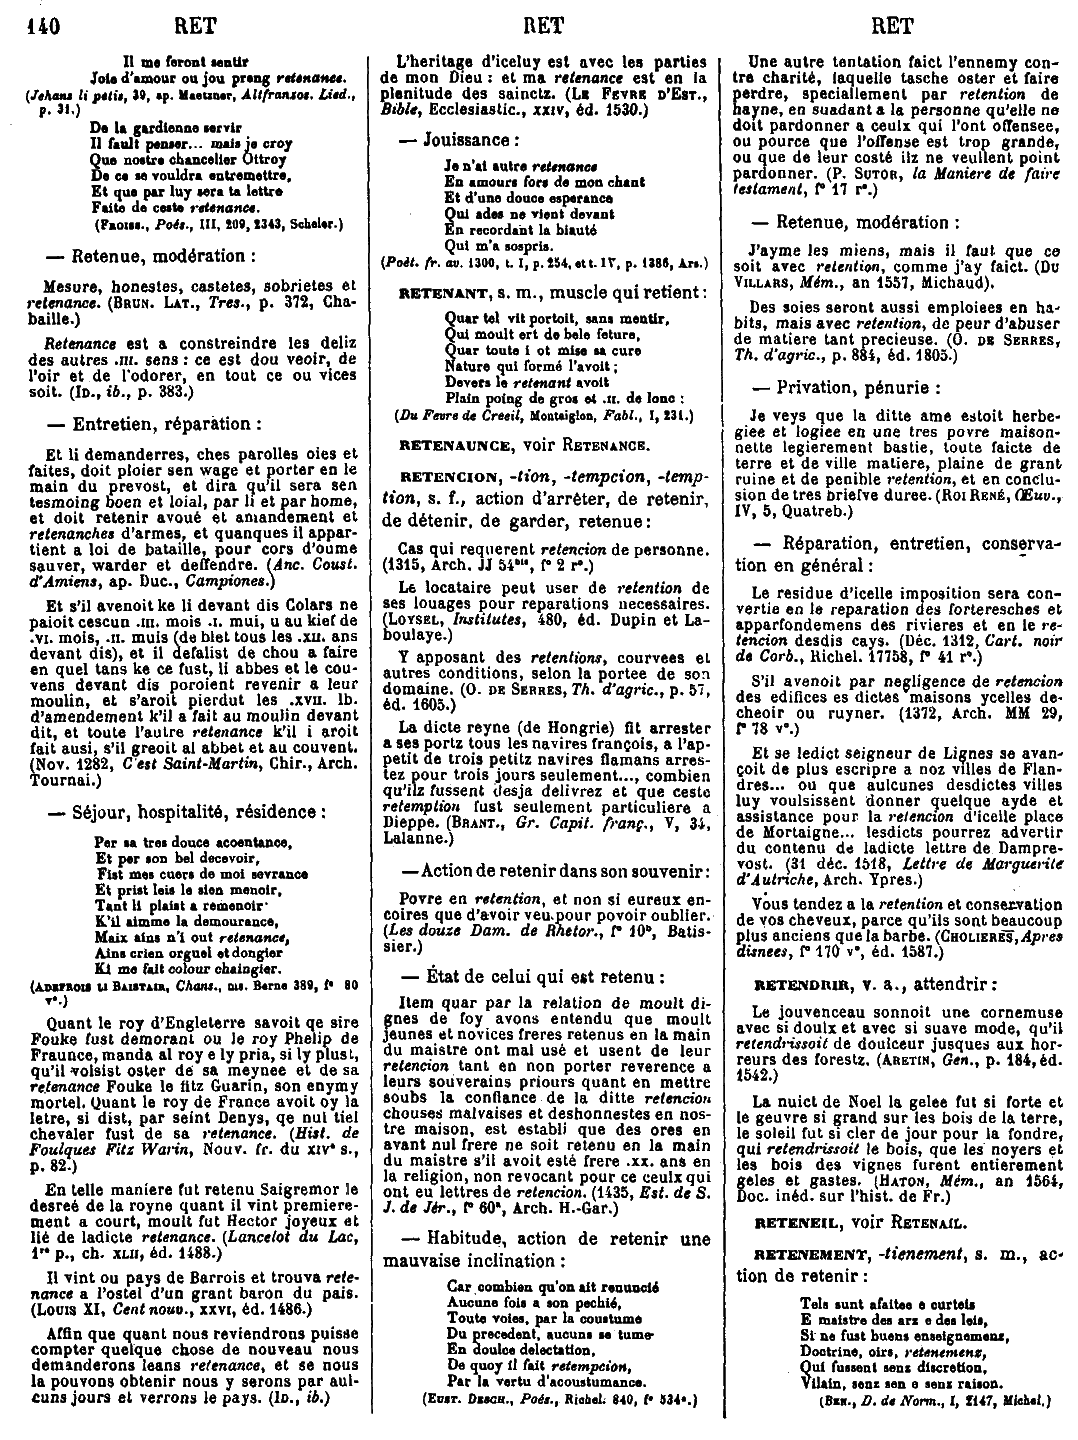 140 RET RET RET
Il me feront sentir
Joie d'amour ou jou preng retenance.
(Jehans li petis, 39, ap. Maetzner, Altfranzos. Lied.,
p. 31.)
De la gardienne servir
Il fault penser... mais je croy
Que nostre chancelier Ottroy
De ce se vouldra entremettre,
Et que par luy sera ta lettre
Faite de ceste retenance.
(Froiss., Poés., III, 209, 2343, Scheler.)
— Retenue, modération :
Mesure, honestes, castetes, sobrietes et
retenance. (Brun. Lat., Tres., p. 372, Cha-
baille.)
Retenance est a constreindre les deliz
des autres .iii. sens : ce est dou veoir, de
l'oir et de l'odorer, en tout ce ou vices
soit. (Id., ib., p. 383.)
— Entretien, réparation :
Et li demanderres, ches parolles oies et
faites, doit ploier sen wage et porter en le
main du prevost, et dira qu'il sera sen
tesmoing boen et loial, par li et par home,
et doit retenir avoué et amandement et
retenanches d'armes, et quanques il appar-
tient a loi de bataille, pour cors d'oume
sauver, warder et deffendre. (Anc. Coust.
d'Amiens, ap. Duc., Campiones.)
Et s'il avenoit ke li devant dis Colars ne
paioit cescun .iii. mois .i. mui, u au kief de
.vi. mois, .ii. muis (de blet tous les .xii. ans
devant dis), et il defalist de chou a faire
en quel tans ke ce fust, li abbes et le cou-
vens devant dis poroient revenir a leur
moulin, et s'aroit pierdut les .xvii. lb.
d'amendement k'il a fait au moulin devant
dit, et toute l'autre retenance k'il i aroit
fait ausi, s'il greoit al abbet et au couvent.
(Nov. 1282, C'est Saint-Martin, Chir., Arch.
Tournai.)
— Séjour, hospitalité, résidence :
Per sa tres douce acoentance,
Et per son bel decevoir,
Fist mes cuers de moi sevrance
Et prist leis le sien menoir,
Tant li plaist a remenoir
K'il aimme la demourance,
Maix ains n'i out retenance,
Ains crien orguel et dongier
Ki me fait colour chaingier.
(Adefrois li Baistair, Chans., ms. Berne 389, f° 80
v°.)
Quant le roy d'Engleterre savoit qe sire
Fouke fust demorant ou le roy Phelip de
Fraunce, manda al roy e ly pria, si ly plust,
qu'il volsist oster de sa meynee et de sa
retenance Fouke le fitz Guarin, son enymy
mortel. Quant le roy de France avoit oy la
letre, si dist, par seint Denys, qe nul tiel
chevaler fust de sa retenance. (Hist. de
Foulques Fitz Warin, Nouv. fr. du xiv° s.,
p. 82.)
En telle maniere fut retenu Saigremor le
desreé de la royne quant il vint premiere-
ment a court, moult fut Hector joyeux et
lié de ladicte retenance. (Lancelot du Lac,
1re p., ch. xlii, éd. 1488.)
Il vint ou pays de Barrois et trouva rete-
nance a l'ostel d'un grant baron du pais.
(Louis XI, Cent nouv., xxvi, éd. 1486.)
Affin que quant nous reviendrons puisse
compter quelque chose de nouveau nous
demanderons leans retenance, et se nous
la pouvons obtenir nous y serons par aul-
cuns jours et verrons le pays. (Id., ib.)
L'heritage d'iceluy est avec les parties
de mon Dieu : et ma retenance est en la
plenitude des sainctz. (Le Fevre d'Est.,
Bible, Ecclesiastic., xxiv, éd. 1530.)
— Jouissance :
Je n'ai autre retenance
En amours fors de mon chant
Et d'une douce esperance
Qui ades ne vient devant
En recordant la biauté
Qui m'a sospris.
(Poët. fr. av. 1300, t. I, p. 254, et t. IV, p. 1386, Ars.)
RETENANT, s. m., muscle qui retient :
Quar tel vit portoit, sans mentir,
Qui moult ert de bele feture,
Quar toute i ot mise sa cure
Nature qui formé l'avoit ;
Devers le retenant avoit
Plain poing de gros et .ii. de lonc :
(Du Fevre de Creeil, Montaiglon, Fabl., I, 231.)
RETENAUNCE, voir Retenance.
RETENCION, -tion, -tempcion, -temp-
tion, s. f., action d'arrêter, de retenir,
de détenir, de garder, retenue :
Cas qui requerent retencion de personne.
(1315, Arch. JJ 54bis, f° 2 r°.)
Le locataire peut user de retention de
ses louages pour reparations necessaires.
(Loysel, Institutes, 480, éd. Dupin et La-
boulaye.)
Y apposant des retentions, courvees et
autres conditions, selon la portee de son
domaine. (O. de Serres, Th. d'agric., p. 57,
éd. 1605.)
La dicte reyne (de Hongrie) fit arrester
a ses portz tous les navires françois, a l'ap-
petit de trois petitz navires flamans arres-
tez pour trois jours seulement..., combien
qu'ilz fussent desja delivrez et que ceste
retemption fust seulement particuliere a
Dieppe. (Brant., Gr. Capit. franç., V, 34,
Lalanne.)
— Action de retenir dans son souvenir :
Povre en retention, et non si eureux en-
coires que d'avoir veu pour povoir oublier.
(Les douze Dam. de Rhetor., f° 10b, Batis-
sier.)
— État de celui qui est retenu :
Item quar par la relation de moult di-
gnes de foy avons entendu que moult
jeunes et novices freres retenus en la main
du maistre ont mal usé et usent de leur
retencion tant en non porter reverence a
leurs souverains priours quant en mettre
soubs la confiance de la ditte retencion
chouses malvaises et deshonnestes en nos-
tre maison, est establi que des ores en
avant nul frere ne soit retenu en la main
du maistre s'il avoit esté frere .xx. ans en
la religion, non revocant pour ce ceulx qui
ont eu lettres de retencion. (1435, Est. de S.
J. de Jér., f° 60a, Arch. H.-Gar.)
— Habitude, action de retenir une
mauvaise inclination :
Car combien qu'on ait renuncié
Aucune fois a son pechié,
Toute voies, par la coustume
Du precedent, aucuns se tume
En doulce delectation,
De quoy il fait retempcion,
Par la vertu d'acoustumance.
(Eust. Desch., Poés., Richel. 840, f° 534a.)
Une autre tentation faict l'ennemy con-
tre charité, laquelle tasche oster et faire
perdre, speciallement par retention de
hayne, en suadant a la personne qu'elle ne
doit pardonner a ceulx qui l'ont offensee,
ou pource que l'offense est trop grande,
ou que de leur costé ilz ne veullent point
pardonner. (P. Sutor, la Maniere de faire
testament, f° 17 r°.)
— Retenue, modération :
J'ayme les miens, mais il faut que ce
soit avec retention, comme j'ay faict. (Du
Villars, Mém., an 1557, Michaud).
Des soies seront aussi emploiees en ha-
bits, mais avec retention, de peur d'abuser
de matiere tant precieuse. (O. de Serres,
Th. d'agric., p. 884, éd. 1805.)
— Privation, pénurie :
Je veys que la ditte ame estoit herbe-
giee et logiee en une tres povre maison-
nette legierement bastie, toute faicte de
terre et de ville matiere, plaine de grant
ruine et de penible retention, et en conclu-
sion de tres briefve duree. (Roi René, Œuv.,
IV, 5, Quatreb.)
— Réparation, entretien, conserva-
tion en général :
Le residue d'icelle imposition sera con-
vertie en le reparation des forteresches et
apparfondemens des rivieres et en le re-
tencion desdis cays. (Déc. 1312, Cart. noir
de Corb., Richel. 17758, f° 41 r°.)
S'il avenoit par negligence de retencion
des edifices es dictes maisons ycelles de-
cheoir ou ruyner. (1372, Arch. MM 29,
f° 78 v°.)
Et se ledict seigneur de Lignes se avan-
çoit de plus escripre a noz villes de Flan-
dres... ou que aulcunes desdictes villes
luy voulsissent donner quelque ayde et
assistance pour la retencion d'icelle place
de Mortaigne... lesdicts pourrez advertir
du contenu de ladicte lettre de Dampre-
vost. (31 déc. 1518, Lettre de Marguerite
d'Autriche, Arch. Ypres.)
Vous tendez a la retention et conservation
de vos cheveux, parce qu'ils sont beaucoup
plus anciens que la barbe. (Cholieres, Apres
disnees, f° 170 v°, éd. 1587.)
RETENDRIR, v. a., attendrir :
Le jouvenceau sonnoit une cornemuse
avec si doulx et avec si suave mode, qu'il
retendrissoit de doulceur jusques aux hor-
reurs des forestz. (Aretin, Gen., p. 184, éd.
1542.)
La nuict de Noel la gelee fut si forte et
le geuvre si grand sur les bois de la terre,
le soleil fut si cler de jour pour la fondre,
qui retendrissoit le bois, que les noyers et
les bois des vignes furent entierement
geles et gastes. (Haton, Mém., an 1564,
Doc. inéd. sur l'hist. de Fr.)
RETENEIL, voir Retenail.
RETENEMENT, -tienement, s. m., ac-
tion de retenir :
Tels sunt afaites e curteis
E maistre des arz e des leis,
Si ne fust buens enseignemenz,
Doctrine, oirs, retenemenz,
Qui fussent senz discretion,
Vilain, senz sen e senz raison.
(Ben., D. de Norm., I, 2147, Michel.)